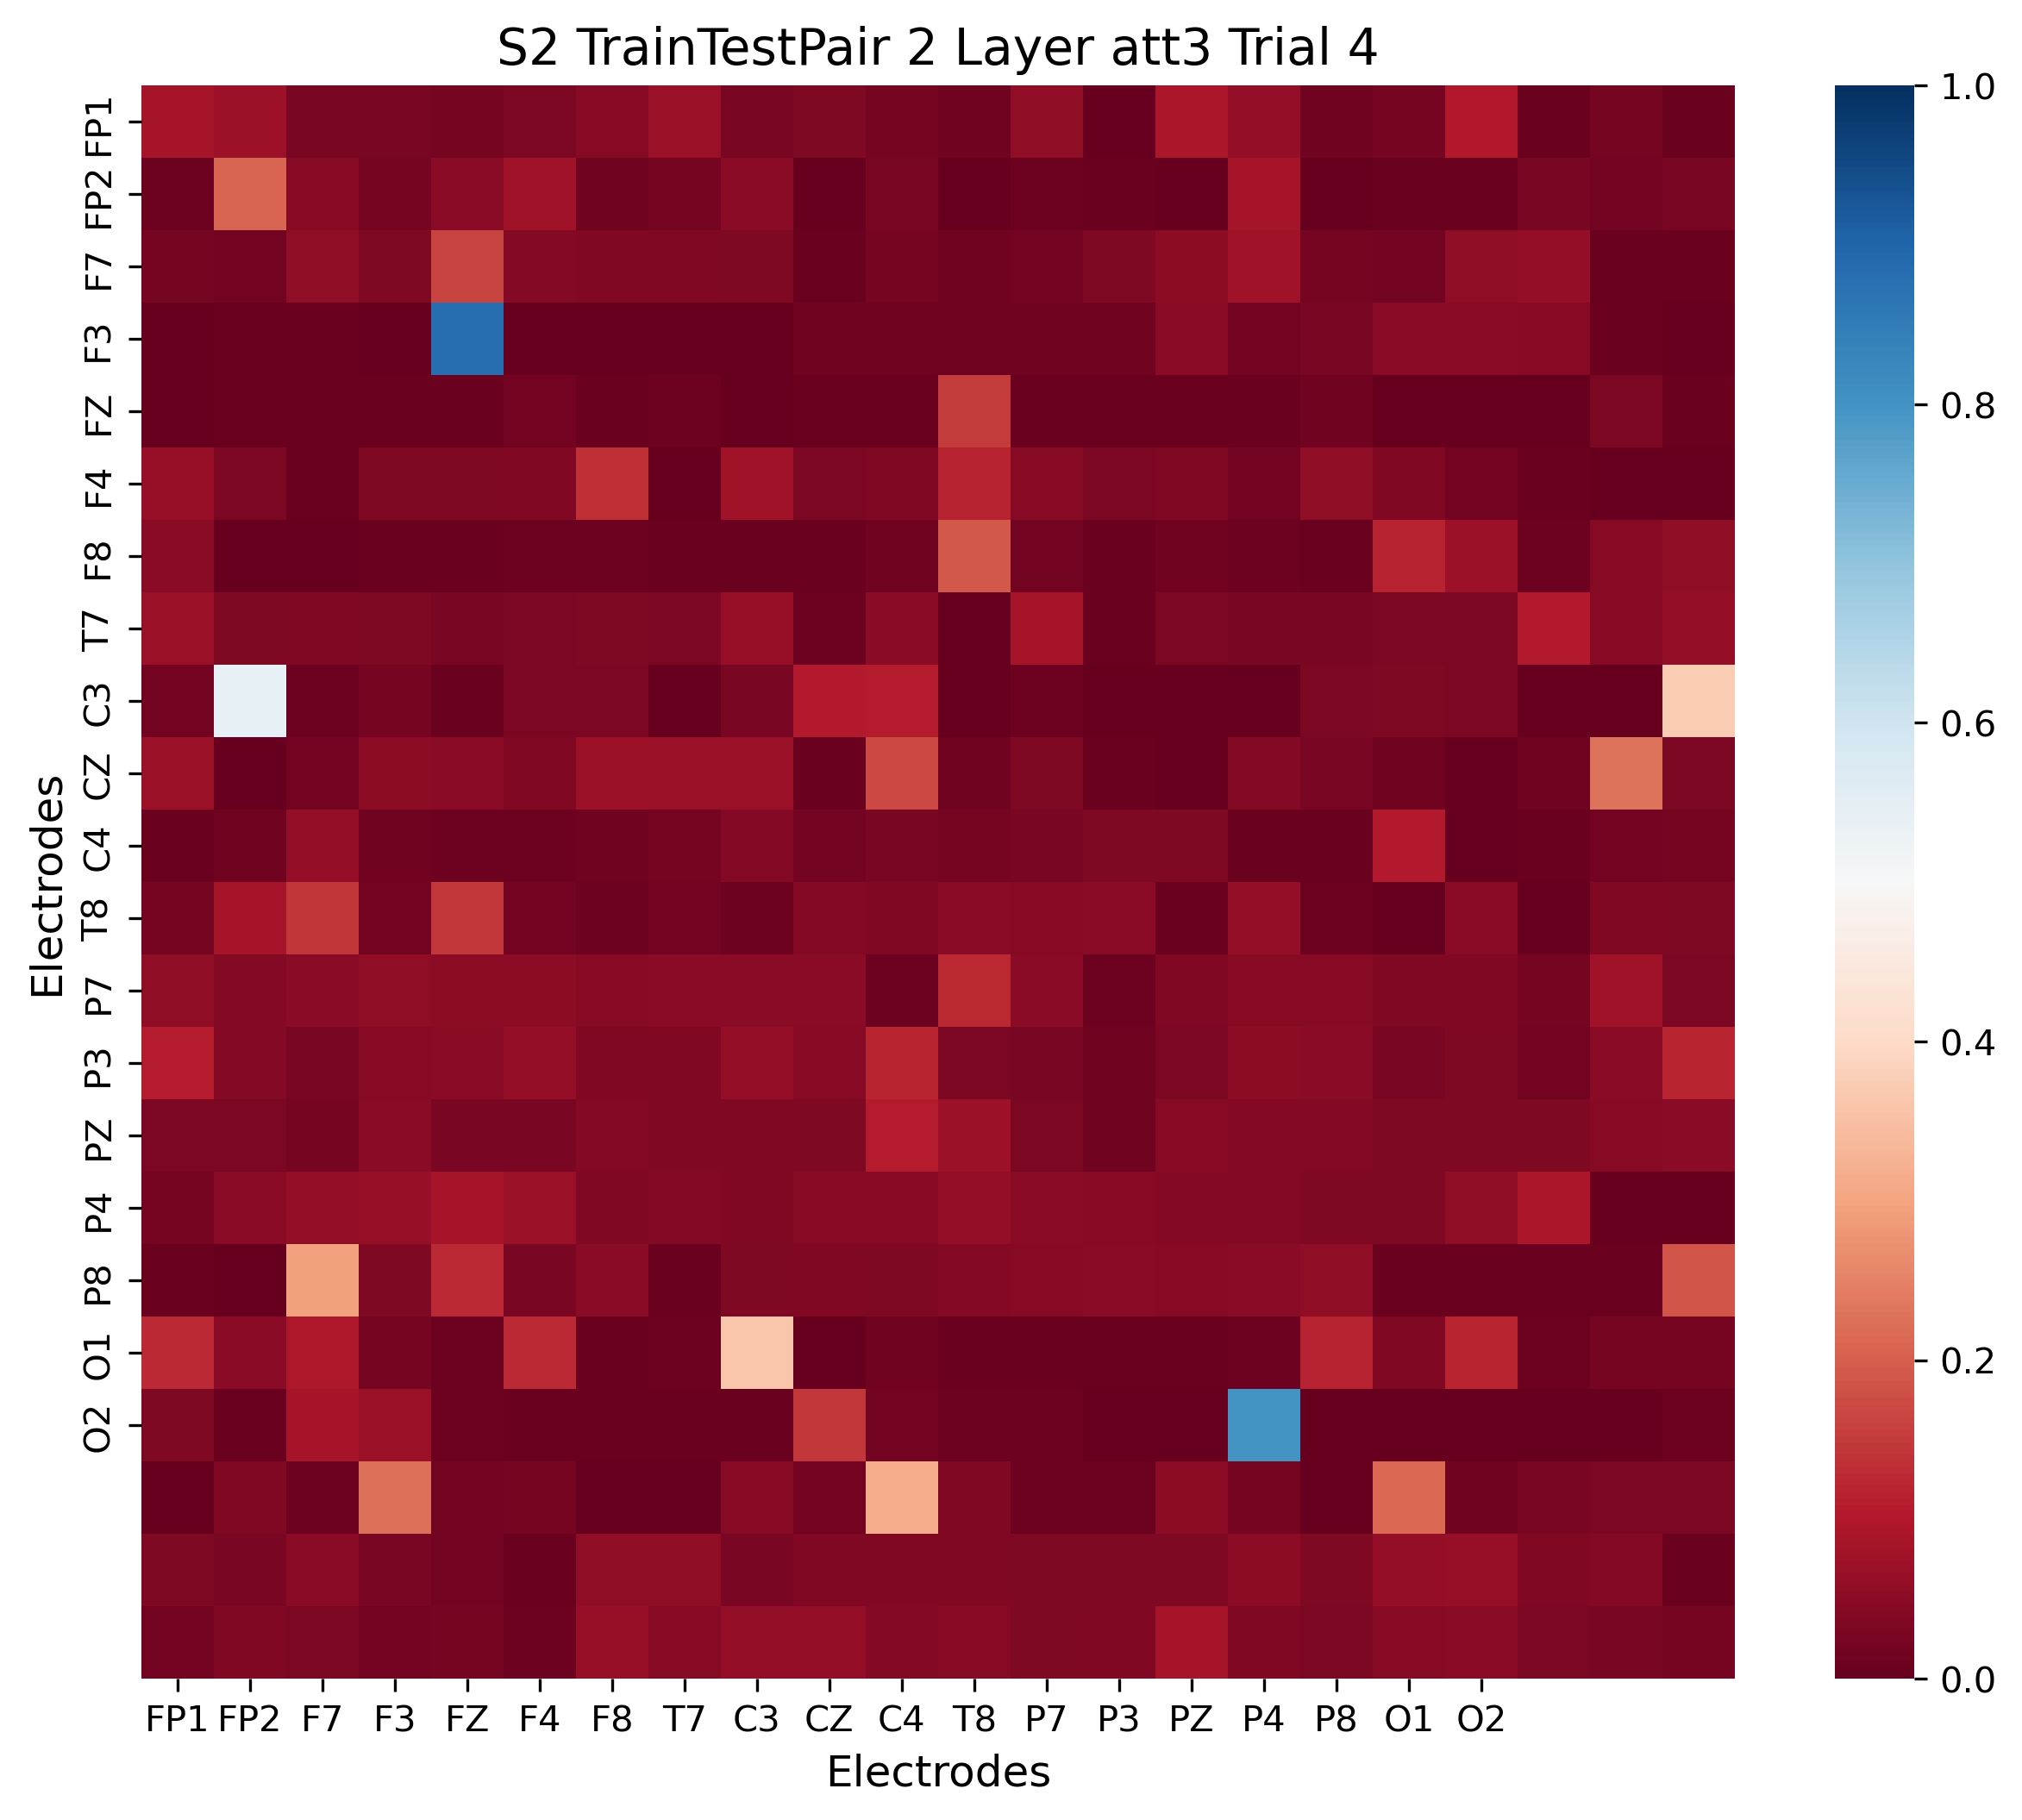 S2 TrainTestPair 2 Layer att3 Trial 4
Electrodes
FP1
FP2
F7
F3
FZ
F4
F8
T7
C3
CZ
C4
T8
P7
P3
PZ
P4
P8
O1
O2
FP1 FP2 F7 F3 FZ F4 F8 T7 C3 CZ C4 T8 P7 P3 PZ P4 P8 O1 O2
Electrodes
1.0
0.8
0.6
0.4
0.2
0.0